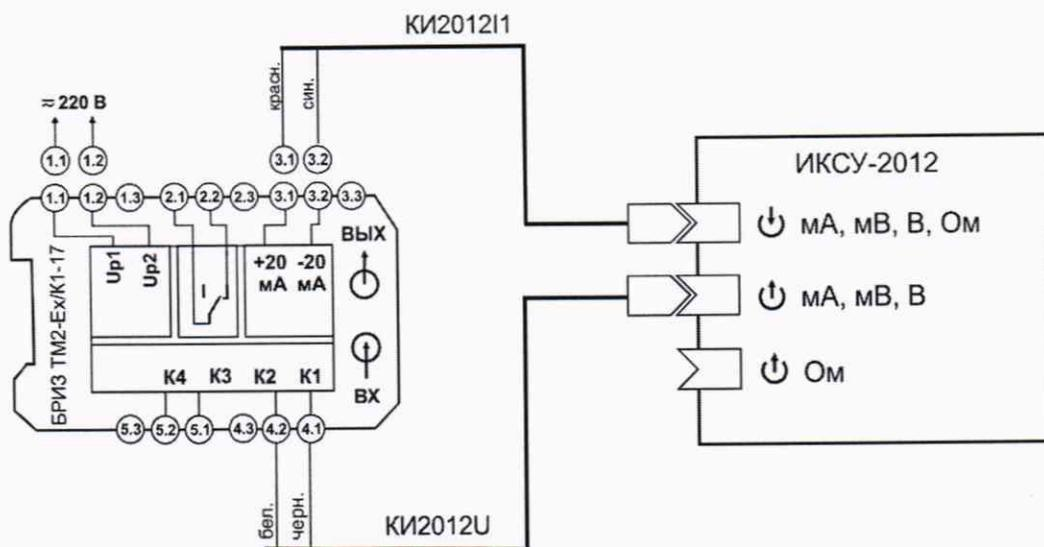 КИ2012I1
красн.
син.
≂ 220 В
1.1 1.2 3.1 3.2
1.1 1.2 1.3 2.1 2.2 2.3 3.1 3.2 3.3
БРИЗ ТМ2-Ех/К1-17
Up1
Up2
I
+20 мА
-20 мА
ВЫХ
ВХ
К4 К3 К2 К1
5.3 5.2 5.1 4.3 4.2 4.1
бел.
черн.
КИ2012U
ИКСУ-2012
мА, мВ, В, Ом
мА, мВ, В
Ом